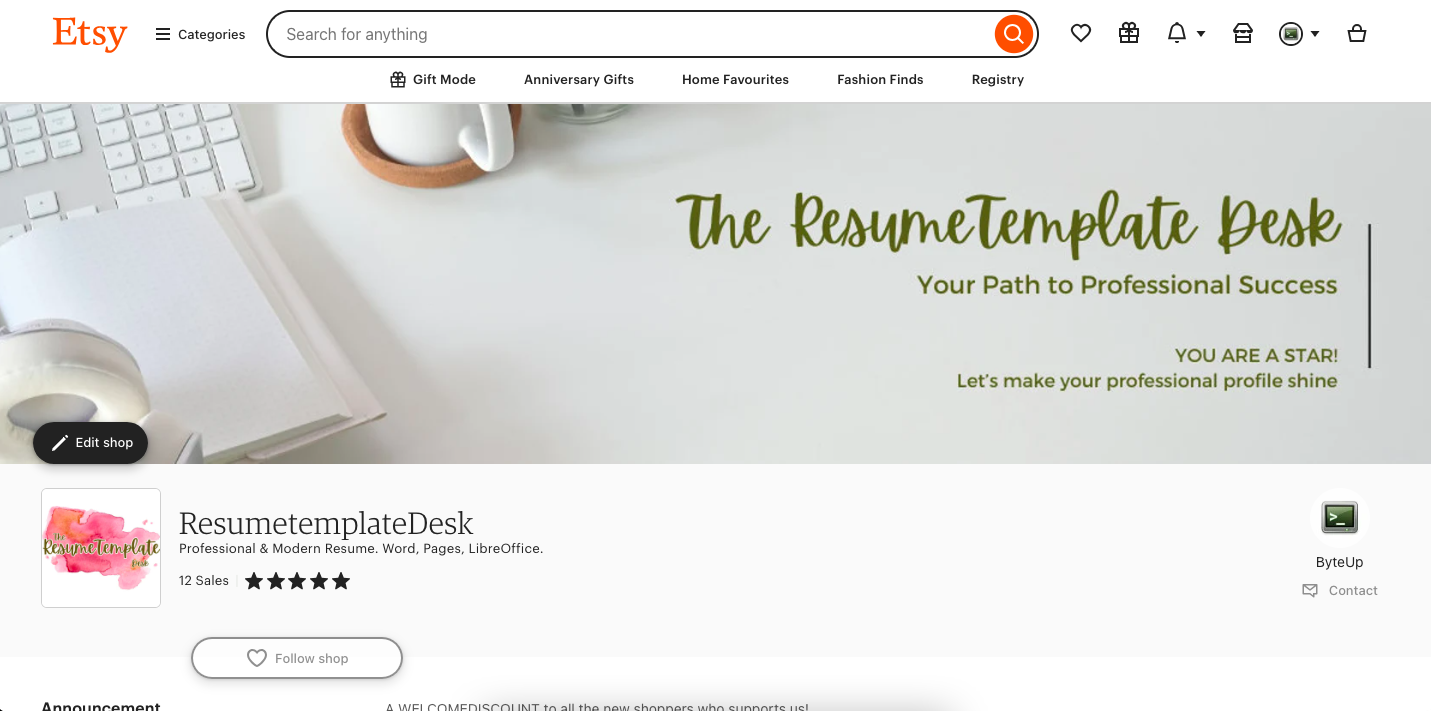 Etsy
Categories
Search for anything
Gift Mode
Anniversary Gifts
Home Favourites
Fashion Finds
Registry
The ResumeTemplate Desk
Your Path to Professional Success
YOU ARE A STAR!
Let's make your professional profile shine
Edit shop
The
ResumeTemplate
Desk
ResumetemplateDesk
Professional & Modern Resume. Word, Pages, LibreOffice.
12 Sales
>_
ByteUp
Contact
Follow shop
Announcement
A WELCOMEDISCOUNT to all the new shoppers who supports us!